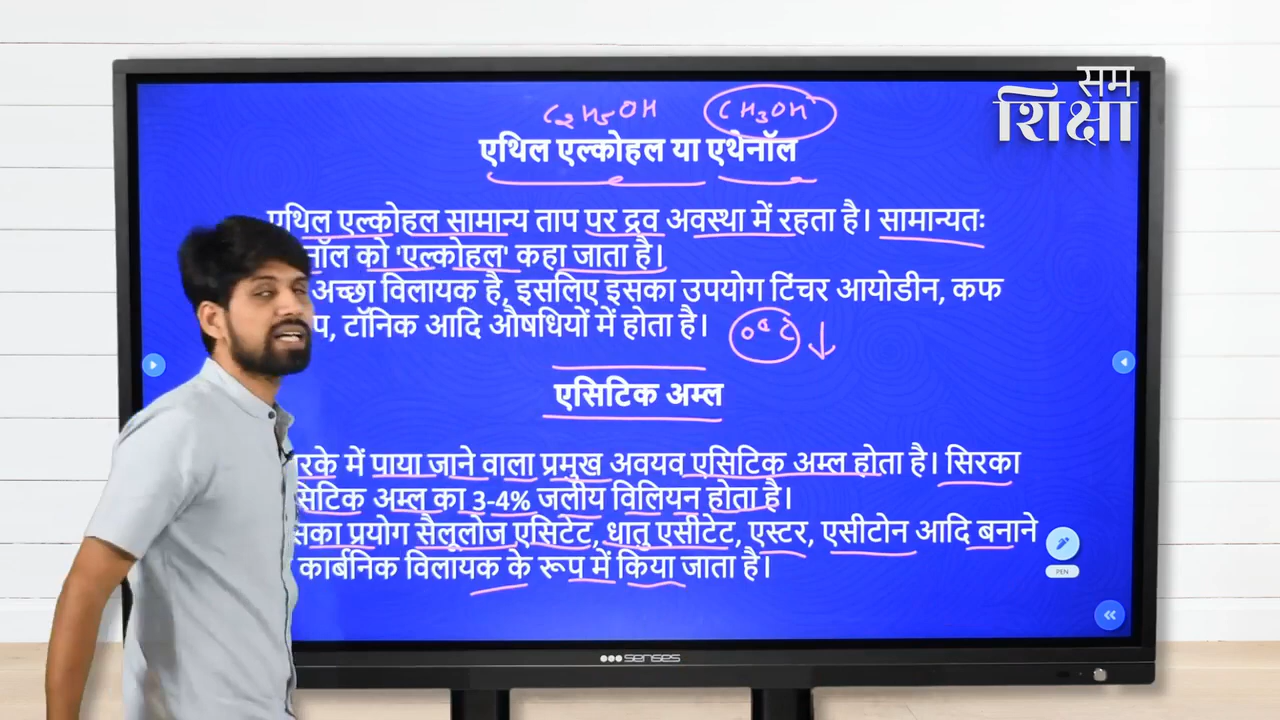 सम
शिक्षा
C2H5OH CH3OH
एथिल एल्कोहल या एथेनॉल
एथिल एल्कोहल सामान्य ताप पर द्रव अवस्था में रहता है। सामान्यतः
नॉल को 'एल्कोहल' कहा जाता है।
अच्छा विलायक है, इसलिए इसका उपयोग टिंचर आयोडीन, कफ
प, टॉनिक आदि औषधियों में होता है।
एसिटिक अम्ल
रके में पाया जाने वाला प्रमुख अवयव एसिटिक अम्ल होता है। सिरका
सिटिक अम्ल का 3-4% जलीय विलियन होता है।
सका प्रयोग सैलूलोज एसिटेट, धातु एसीटेट, एस्टर, एसीटोन आदि बनाने
कार्बनिक विलायक के रूप में किया जाता है।
PEN
senses